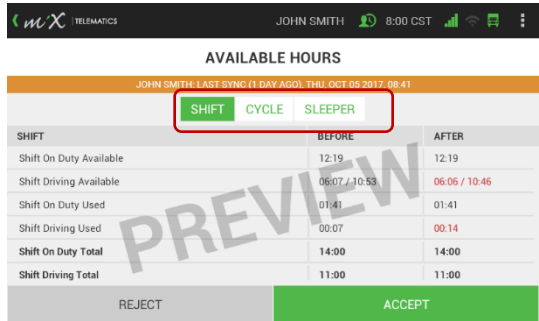 mix TELEMATICS JOHN SMITH 8:00 CST
AVAILABLE HOURS
JOHN SMITH: LAST SYNC (1 DAY AGO), THU, OCT 05 2017, 08:41
SHIFT CYCLE SLEEPER
SHIFT BEFORE AFTER
Shift On Duty Available 12:19 12:19
Shift Driving Available 06:07 / 10:53 06:06 / 10:46
Shift On Duty Used 01:41 01:41
Shift Driving Used 00:07 00:14
Shift On Duty Total 14:00 14:00
Shift Driving Total 11:00 11:00
PREVIEW
REJECT ACCEPT